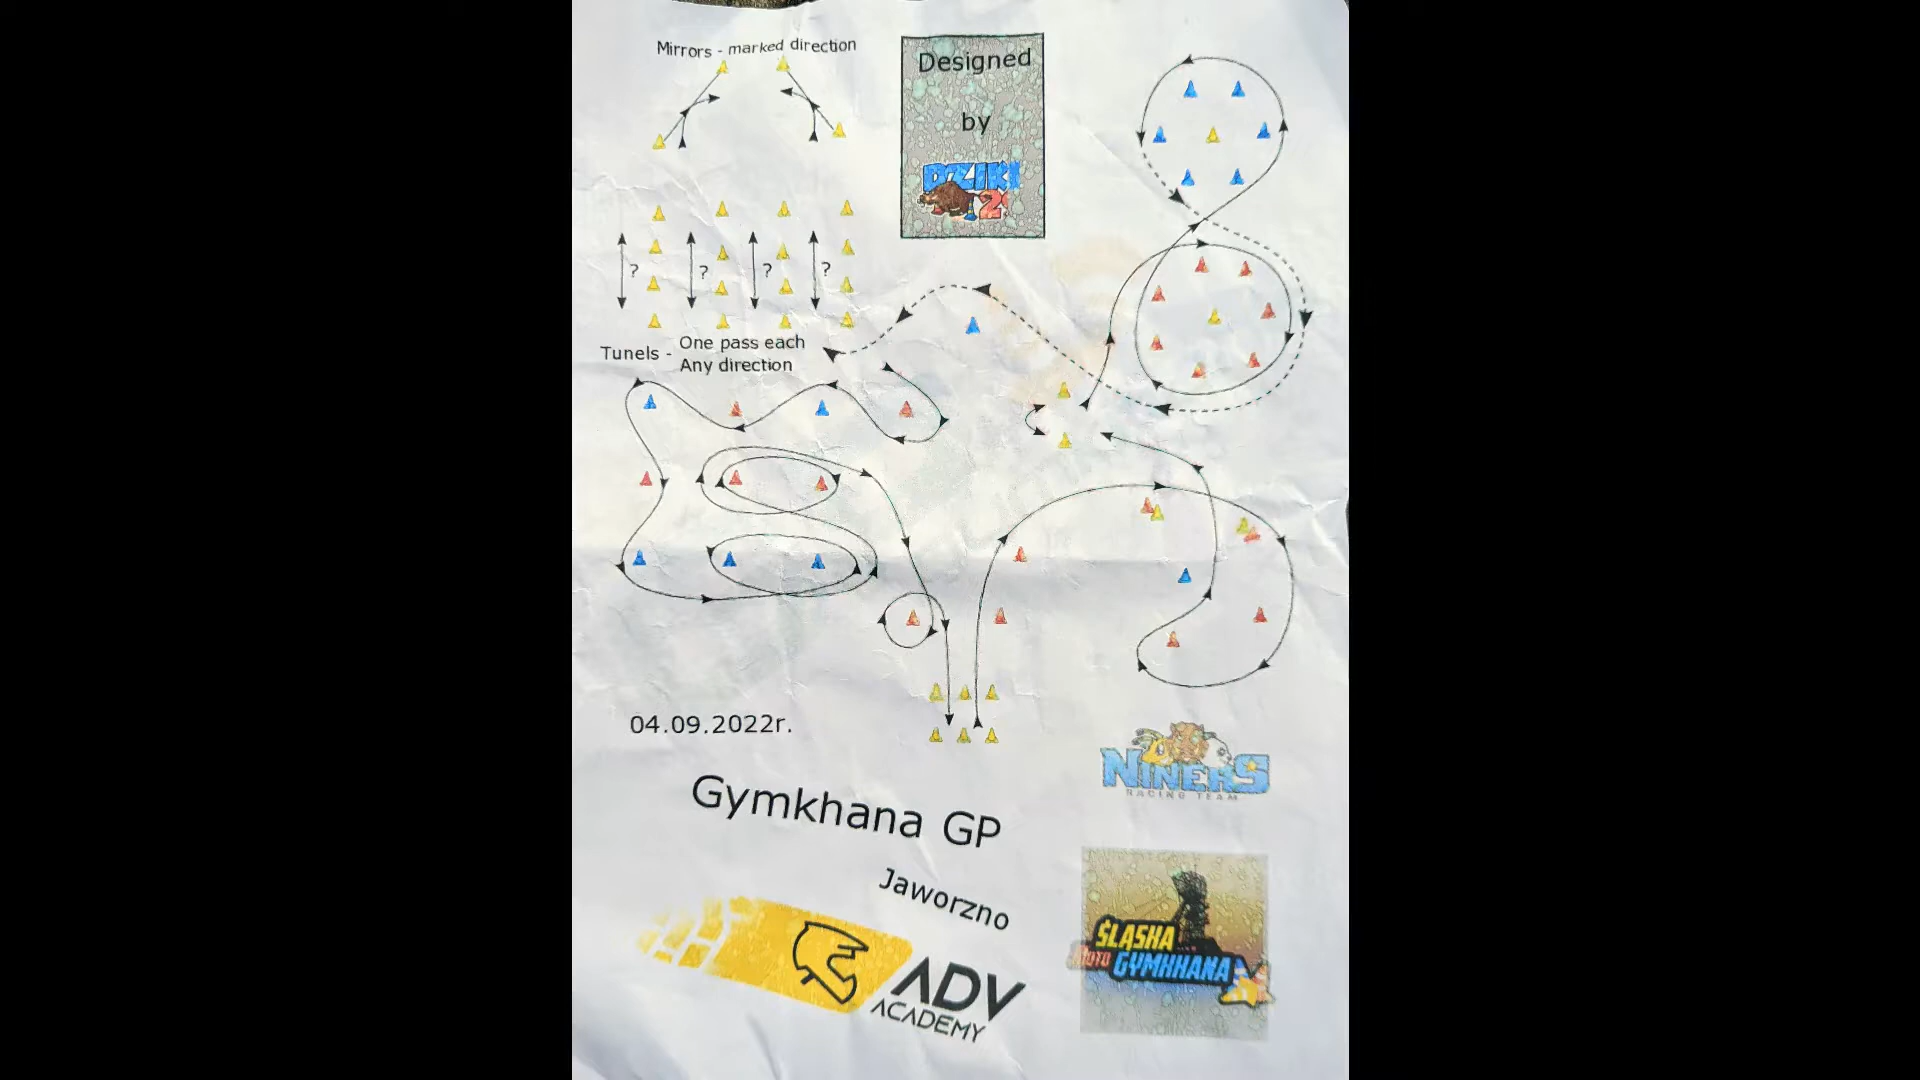 Mirrors - marked direction
Designed
by
DZIKI
? ? ? ?
Tunels - One pass each
Any direction
04.09.2022r.
NINERS
RACING TEAM
Gymkhana GP
Jaworzno
ŚLĄSKA
MOTO GYMKHANA
ADV
ACADEMY